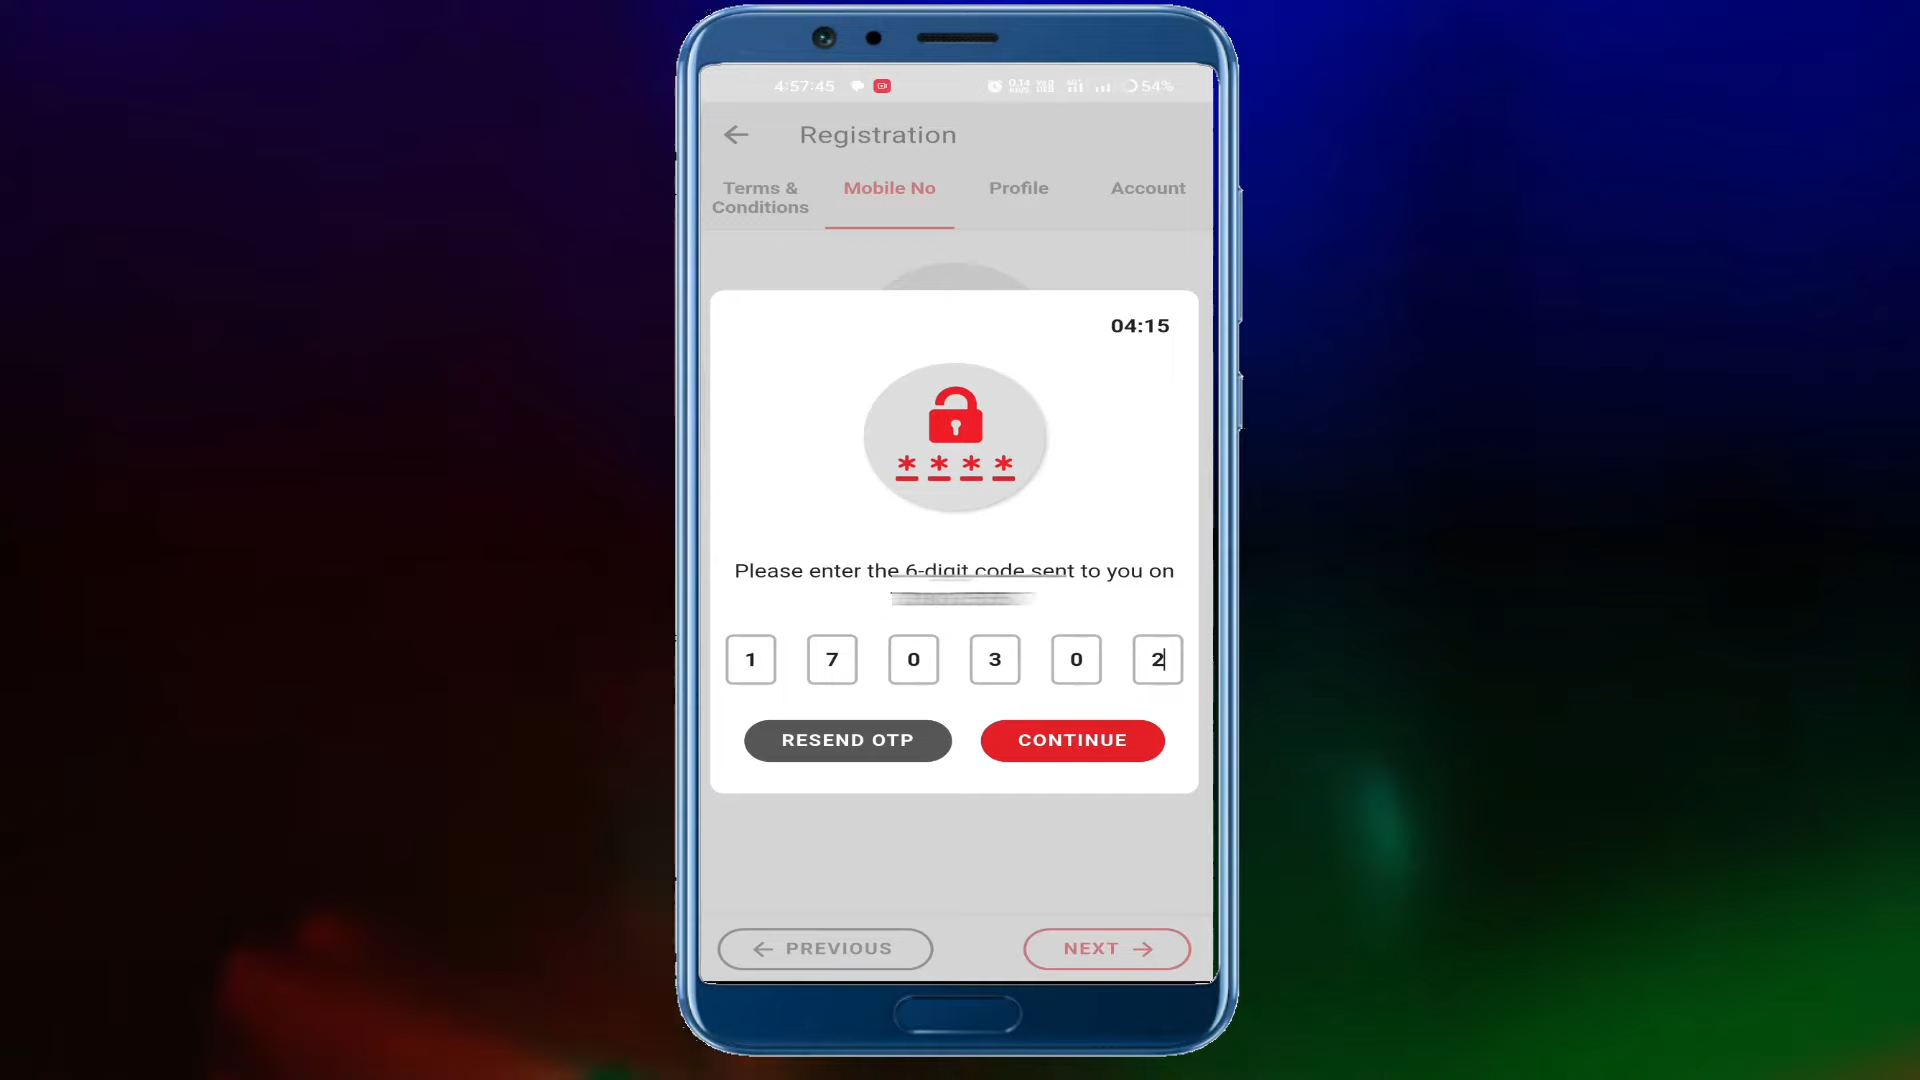 4:57:45 54%
Registration
Terms & Conditions
Mobile No
Profile
Account
04:15
* * * *
Please enter the 6-digit code sent to you on
1 7 0 3 0 2
RESEND OTP
CONTINUE
PREVIOUS
NEXT